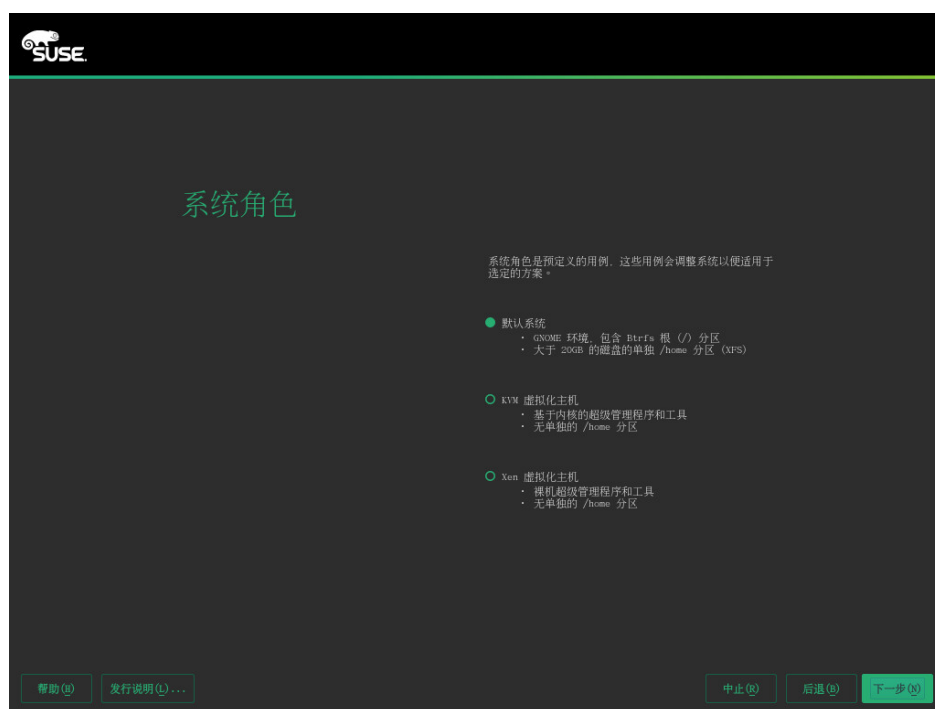 SUSE.
系统角色
系统角色是预定义的用例，这些用例会调整系统以便适用于
选定的方案。
默认系统
· GNOME 环境，包含 Btrfs 根 (/) 分区
· 大于 20GB 的磁盘的单独 /home 分区 (XFS)
KVM 虚拟化主机
· 基于内核的超级管理程序和工具
· 无单独的 /home 分区
Xen 虚拟化主机
· 裸机超级管理程序和工具
· 无单独的 /home 分区
帮助(H) 发行说明(L)... 中止(R) 后退(B) 下一步(N)